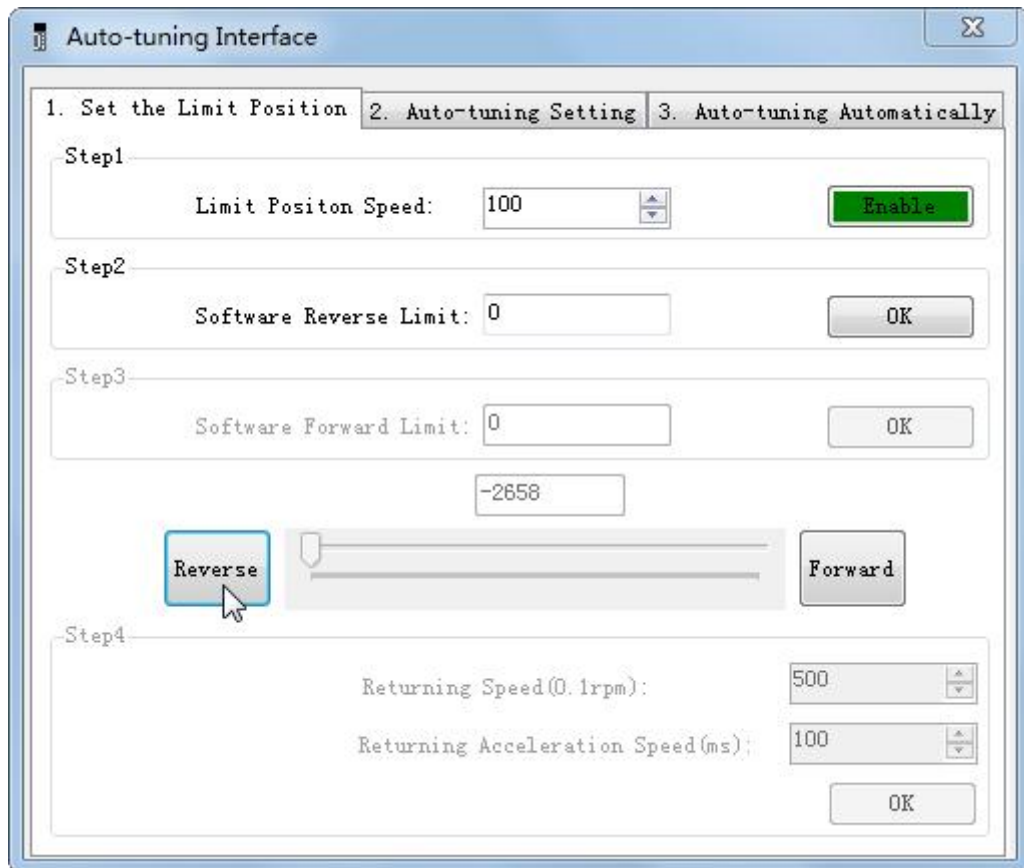 Auto-tuning Interface
1. Set the Limit Position
2. Auto-tuning Setting
3. Auto-tuning Automatically
Step1
Limit Positon Speed: 100 Enable
Step2
Software Reverse Limit: 0 OK
Step3
Software Forward Limit: 0 OK
-2658
Reverse Forward
Step4
Returning Speed(0.1rpm): 500
Returning Acceleration Speed(ms): 100
OK